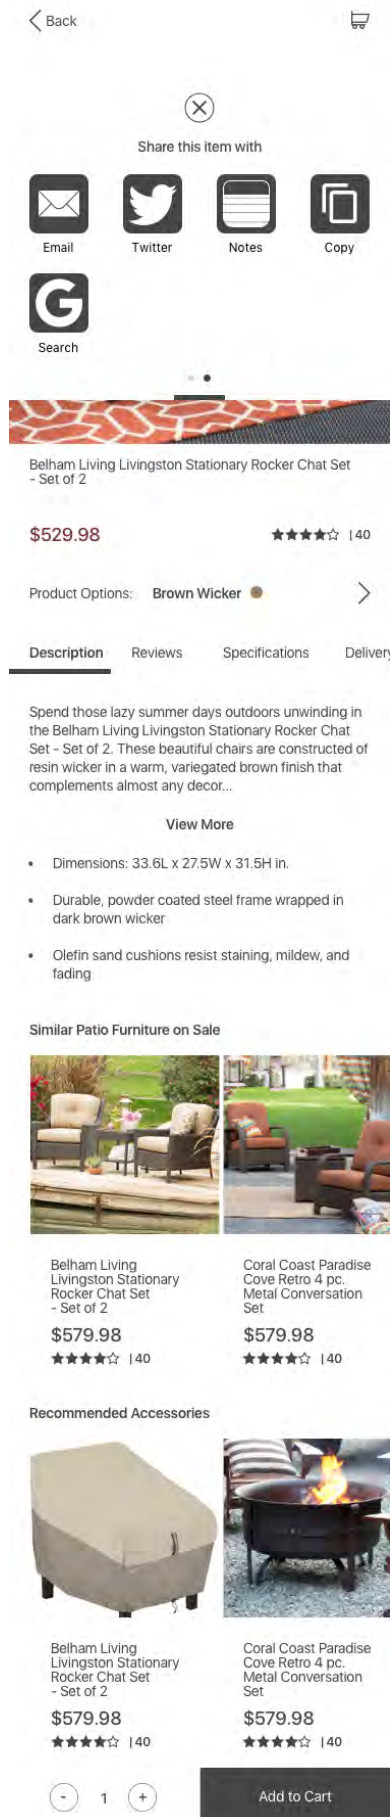 Back
Share this item with
Email Twitter Notes Copy
Search
Belham Living Livingston Stationary Rocker Chat Set
- Set of 2
$529.98 | 40
Product Options: Brown Wicker
Description Reviews Specifications Delivery
Spend those lazy summer days outdoors unwinding in
the Belham Living Livingston Stationary Rocker Chat
Set - Set of 2. These beautiful chairs are constructed of
resin wicker in a warm, variegated brown finish that
complements almost any decor...
View More
• Dimensions: 33.6L x 27.5W x 31.5H in.
• Durable, powder coated steel frame wrapped in
dark brown wicker
• Olefin sand cushions resist staining, mildew, and
fading
Similar Patio Furniture on Sale
Belham Living
Livingston Stationary
Rocker Chat Set
- Set of 2
$579.98
| 40
Coral Coast Paradise
Cove Retro 4 pc.
Metal Conversation
Set
$579.98
| 40
Recommended Accessories
Belham Living
Livingston Stationary
Rocker Chat Set
- Set of 2
$579.98
| 40
Coral Coast Paradise
Cove Retro 4 pc.
Metal Conversation
Set
$579.98
| 40
- 1 + Add to Cart